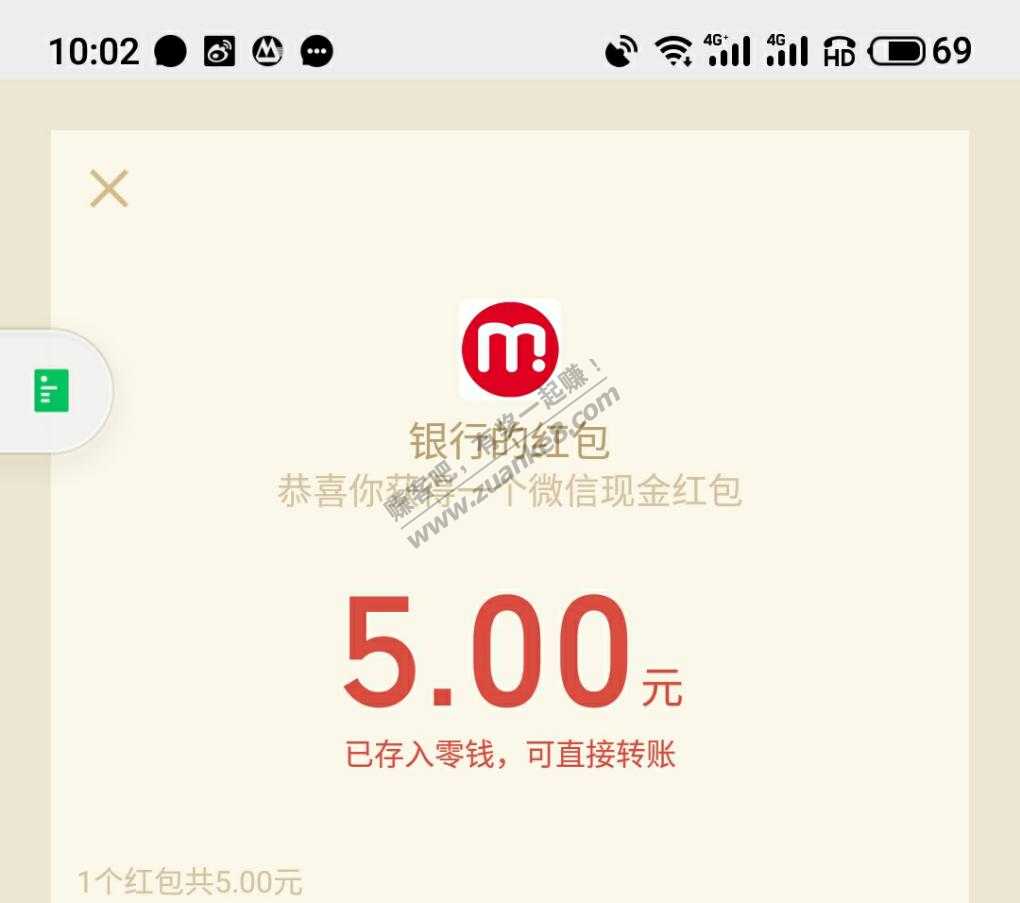 10:02
4G+ 4G HD 69
m!
银行的红包
恭喜你获得一个微信现金红包
赚客吧，有奖一起赚！
www.zuanke8.com
5.00元
已存入零钱，可直接转账
1个红包共5.00元